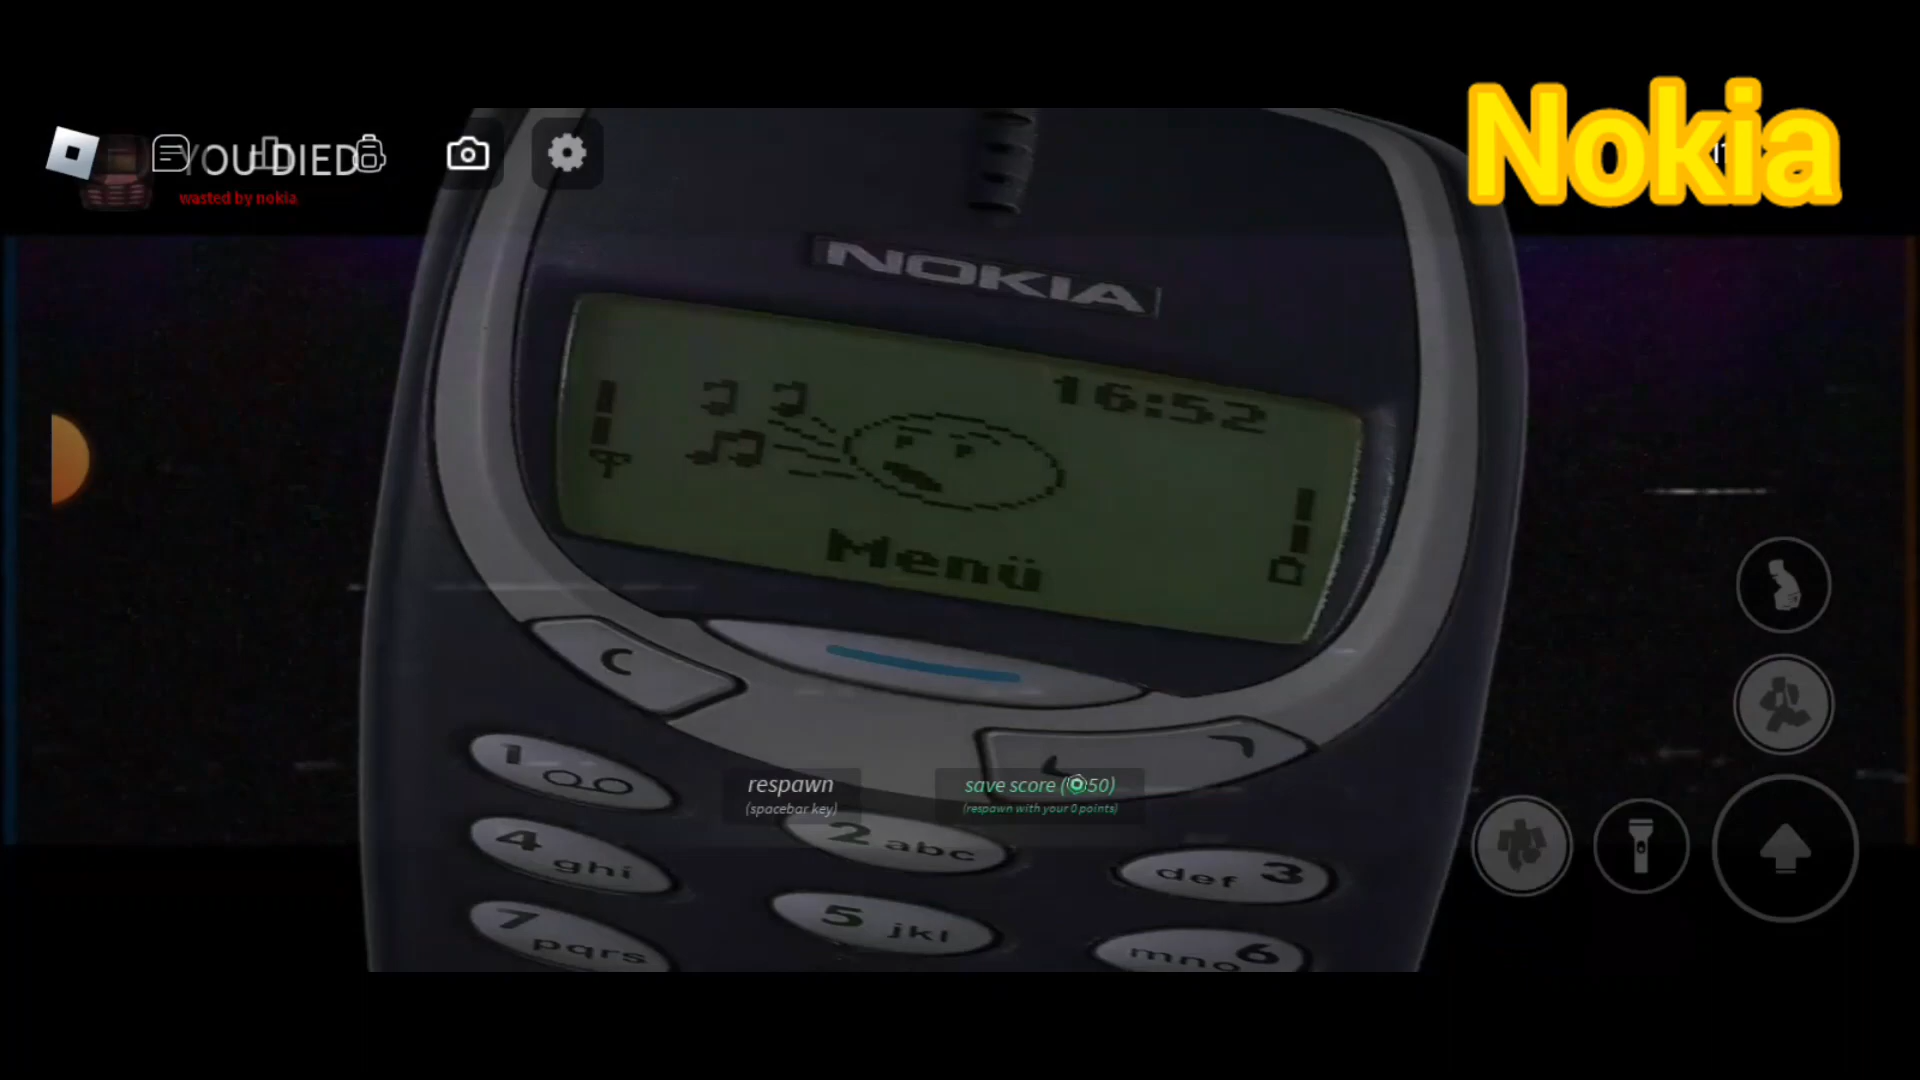 Nokia
YOU DIED
wasted by nokia
NOKIA
16:52
Menü
C
1
respawn
(spacebar key)
save score (50)
(respawn with your 0 points)
2 abc
4 ghi
def 3
5 jkl
7 pqrs
mno 6